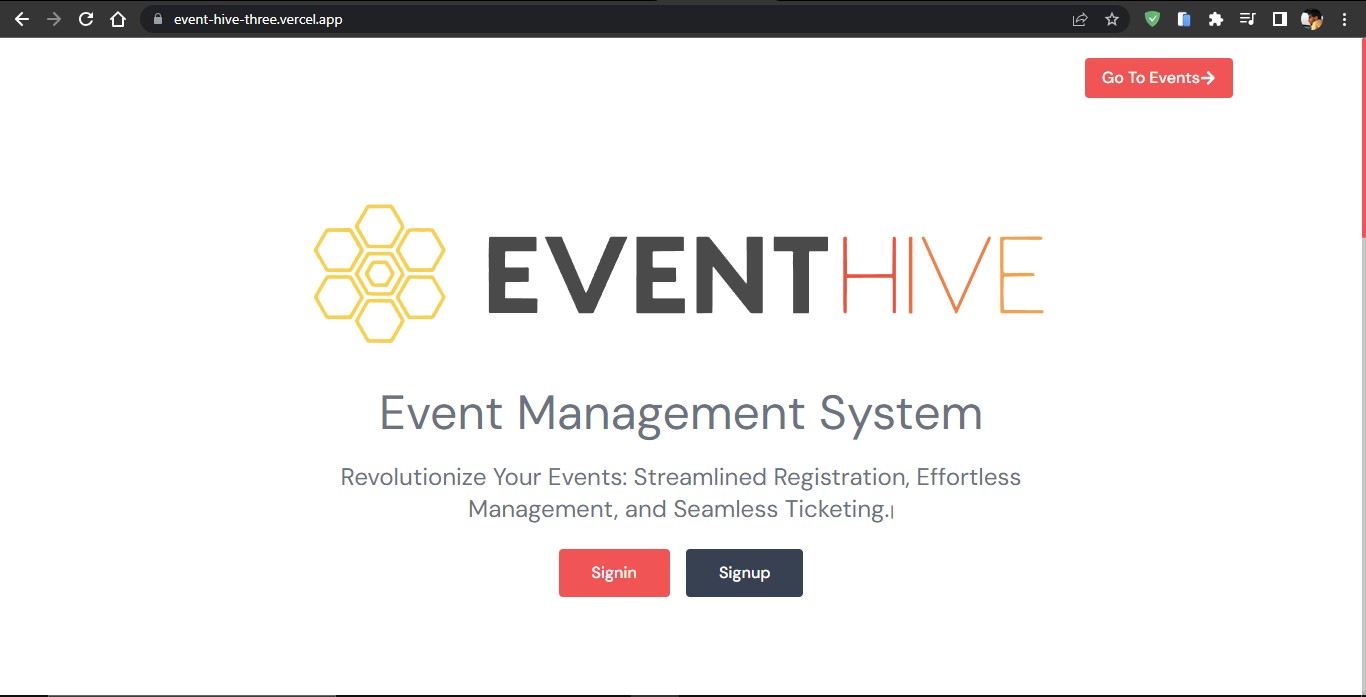 event-hive-three.vercel.app
Go To Events
EVENTHIVE
Event Management System
Revolutionize Your Events: Streamlined Registration, Effortless
Management, and Seamless Ticketing.
Signin
Signup